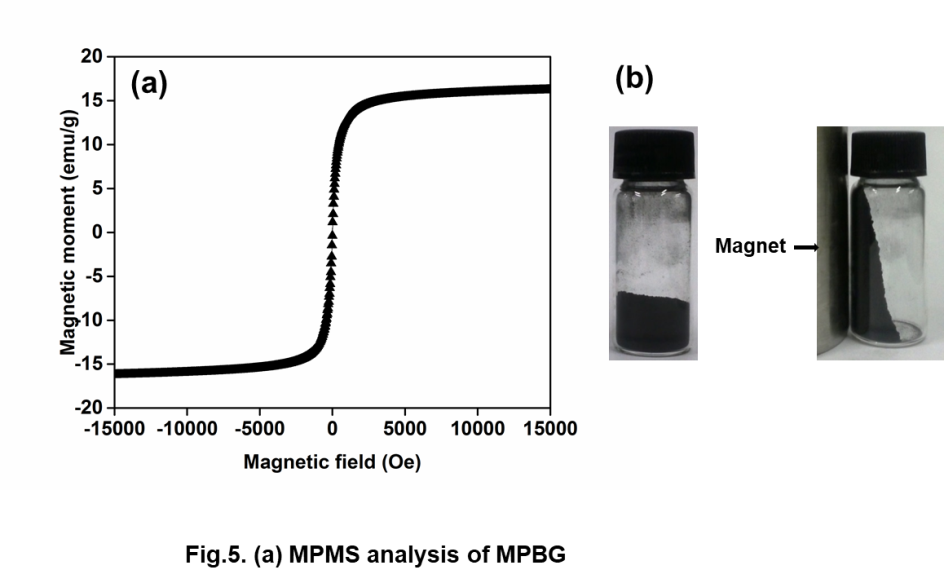 (a)
20
15
10
5
0
-5
-10
-15
-20
Magnetic moment (emu/g)
-15000 -10000 -5000 0 5000 10000 15000
Magnetic field (Oe)
(b)
Magnet
Fig.5. (a) MPMS analysis of MPBG